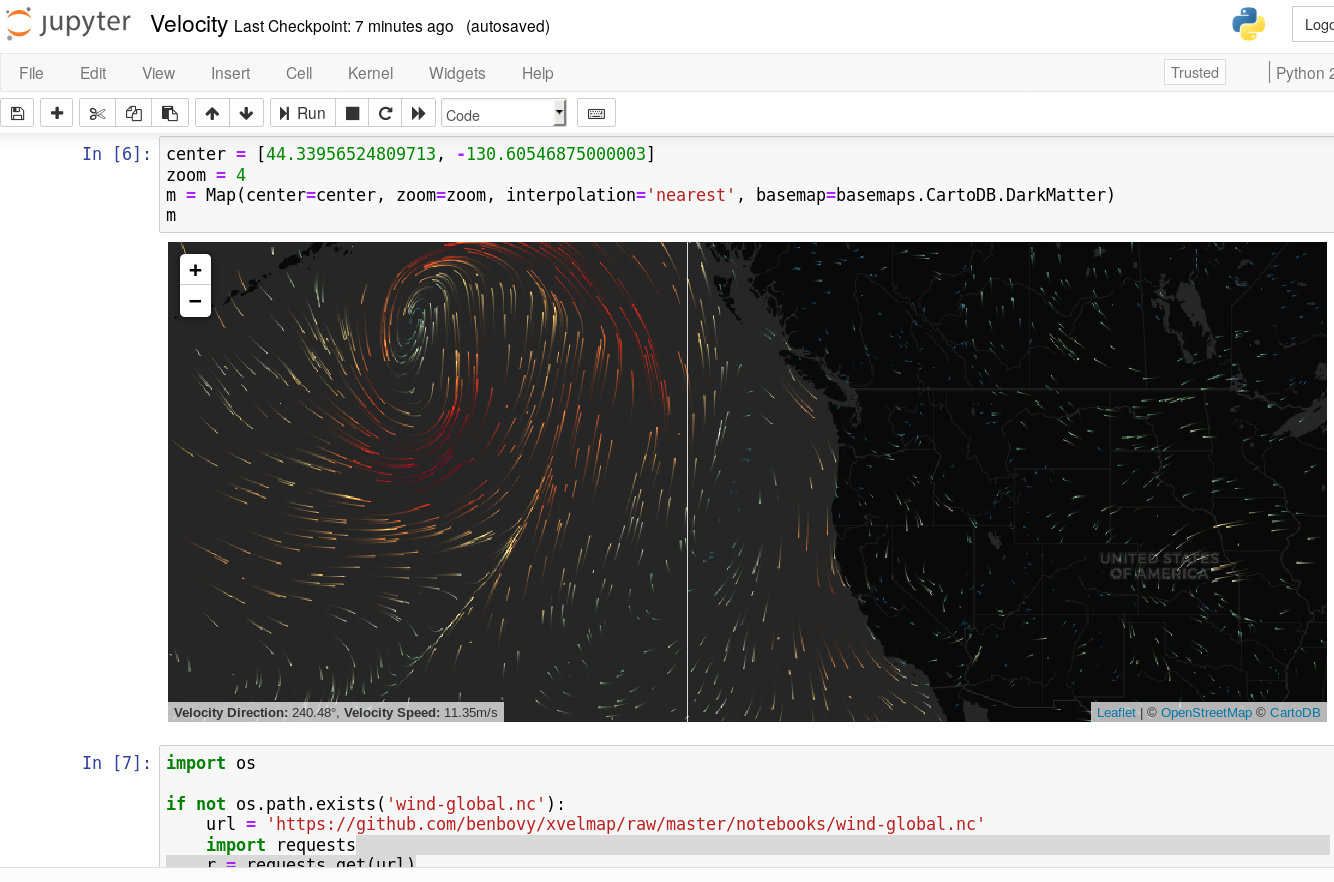 jupyter Velocity Last Checkpoint: 7 minutes ago (autosaved)
Logo
File Edit View Insert Cell Kernel Widgets Help Trusted Python 2
Run Code
In [6]: center = [44.33956524809713, -130.60546875000003]
zoom = 4
m = Map(center=center, zoom=zoom, interpolation='nearest', basemap=basemaps.CartoDB.DarkMatter)
m
+
−
UNITED STATES
OF AMERICA
Velocity Direction: 240.48°, Velocity Speed: 11.35m/s
Leaflet | © OpenStreetMap © CartoDB
In [7]: import os
if not os.path.exists('wind-global.nc'):
url = 'https://github.com/benbovy/xvelmap/raw/master/notebooks/wind-global.nc'
import requests
r = requests.get(url)